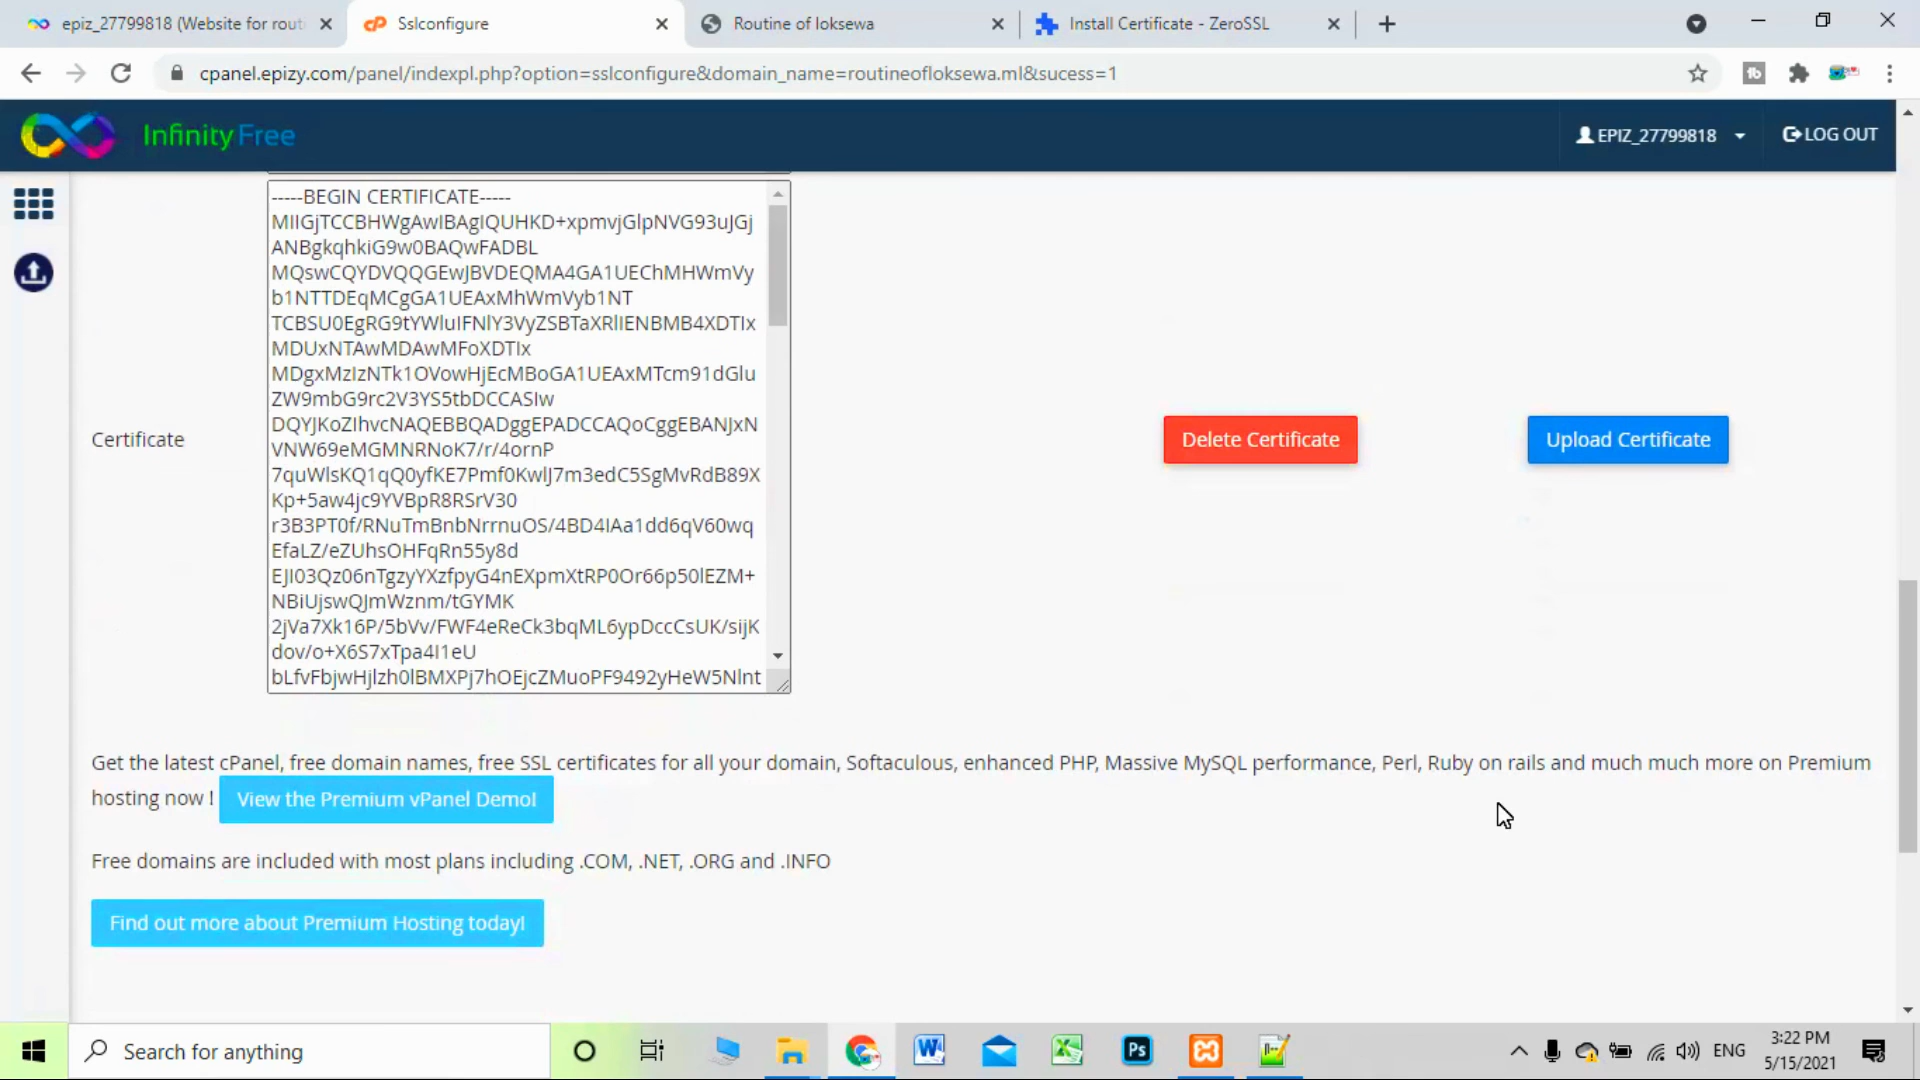 epiz_27799818 (Website for rout
Sslconfigure
Routine of loksewa
Install Certificate - ZeroSSL
cpanel.epizy.com/panel/indexpl.php?option=sslconfigure&domain_name=routineofloksewa.ml&sucess=1
InfinityFree
EPIZ_27799818
LOG OUT
-----BEGIN CERTIFICATE-----
MIIGjTCCBHWgAwIBAgIQUHKD+xpmvjGlpNVG93uJGj
ANBgkqhkiG9w0BAQwFADBL
MQswCQYDVQQGEwJBVDEQMA4GA1UEChMHWmVy
b1NTTDEqMCgGA1UEAxMhWmVyb1NT
TCBSU0EgRG9tYWluIFNlY3VyZSBTaXRlIENBMB4XDTIx
MDUxNTAwMDAwMFoXDTIx
MDgxMzIzNTk1OVowHjEcMBoGA1UEAxMTcm91dGlu
ZW9mbG9rc2V3YS5tbDCCASIw
DQYJKoZIhvcNAQEBBQADggEPADCCAQoCggEBANJxN
VNW69eMGMNRNoK7/r/4ornP
7quWlsKQ1qQ0yfKE7Pmf0KwlJ7m3edC5SgMvRdB89X
Kp+5aw4jc9YVBpR8RSrV30
r3B3PT0f/RNuTmBnbNrrnuOS/4BD4IAa1dd6qV60wq
EfaLZ/eZUhsOHFqRn55y8d
EJI03Qz06nTgzyYXzfpyG4nEXpmXtRP0Or66p50lEZM+
NBiUjswQJmWznm/tGYMK
2jVa7Xk16P/5bVv/FWF4eReCk3bqML6ypDccCsUK/sijK
dov/o+X6S7xTpa4I1eU
bLfvFbjwHjlzh0lBMXPj7hOEjcZMuoPF9492yHeW5Nlnt
Certificate
Delete Certificate
Upload Certificate
Get the latest cPanel, free domain names, free SSL certificates for all your domain, Softaculous, enhanced PHP, Massive MySQL performance, Perl, Ruby on rails and much much more on Premium
hosting now ! View the Premium vPanel Demo!
Free domains are included with most plans including .COM, .NET, .ORG and .INFO
Find out more about Premium Hosting today!
Search for anything
ENG
3:22 PM
5/15/2021